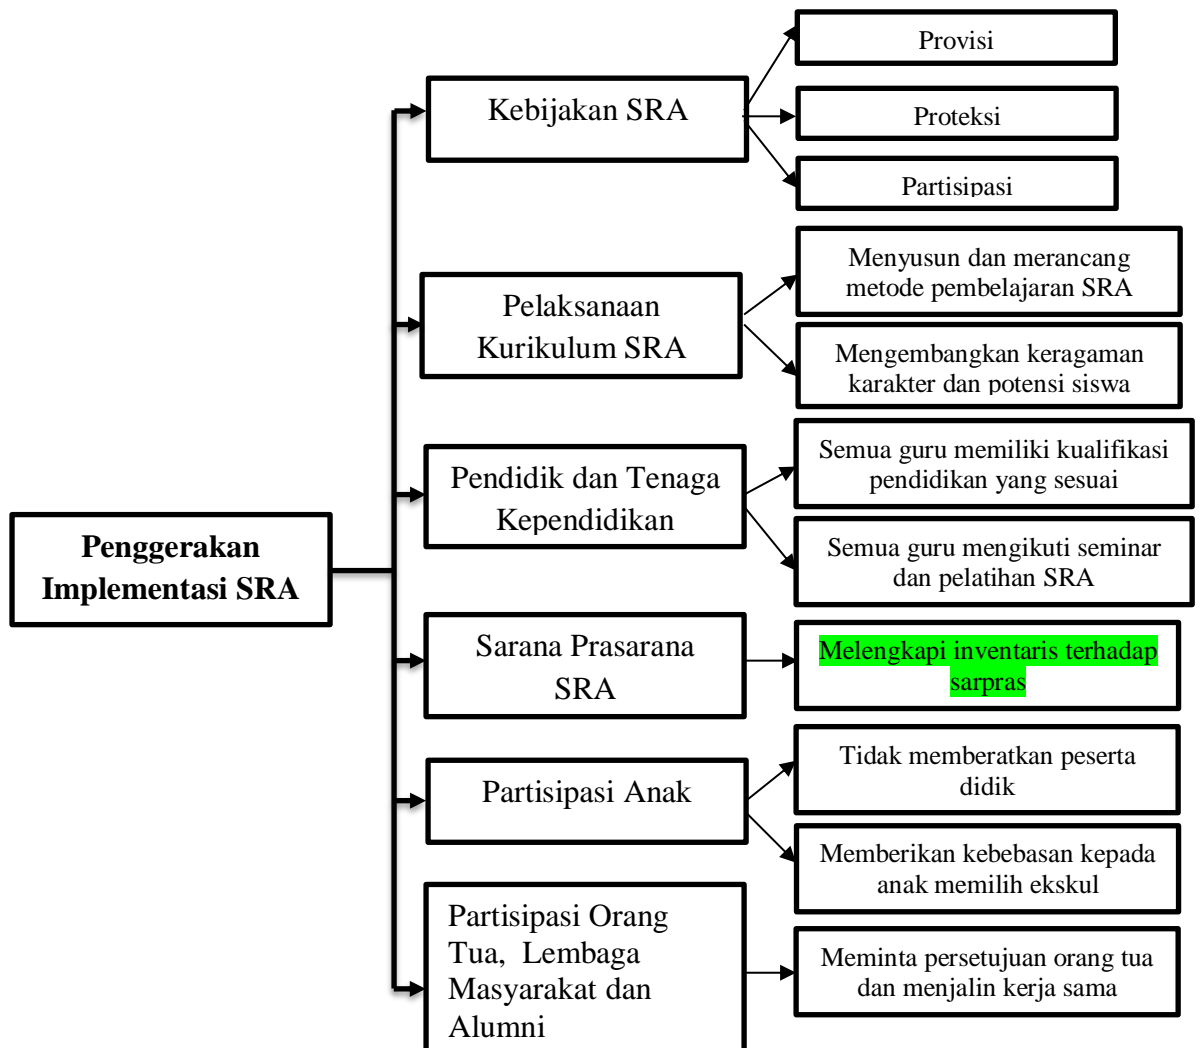 Penggerakan
Implementasi SRA
Kebijakan SRA
Provisi
Proteksi
Partisipasi
Pelaksanaan
Kurikulum SRA
Menyusun dan merancang
metode pembelajaran SRA
Mengembangkan keragaman
karakter dan potensi siswa
Pendidik dan Tenaga
Kependidikan
Semua guru memiliki kualifikasi
pendidikan yang sesuai
Semua guru mengikuti seminar
dan pelatihan SRA
Sarana Prasarana
SRA
Melengkapi inventaris terhadap
sarpras
Partisipasi Anak
Tidak memberatkan peserta
didik
Memberikan kebebasan kepada
anak memilih ekskul
Partisipasi Orang
Tua, Lembaga
Masyarakat dan
Alumni
Meminta persetujuan orang tua
dan menjalin kerja sama